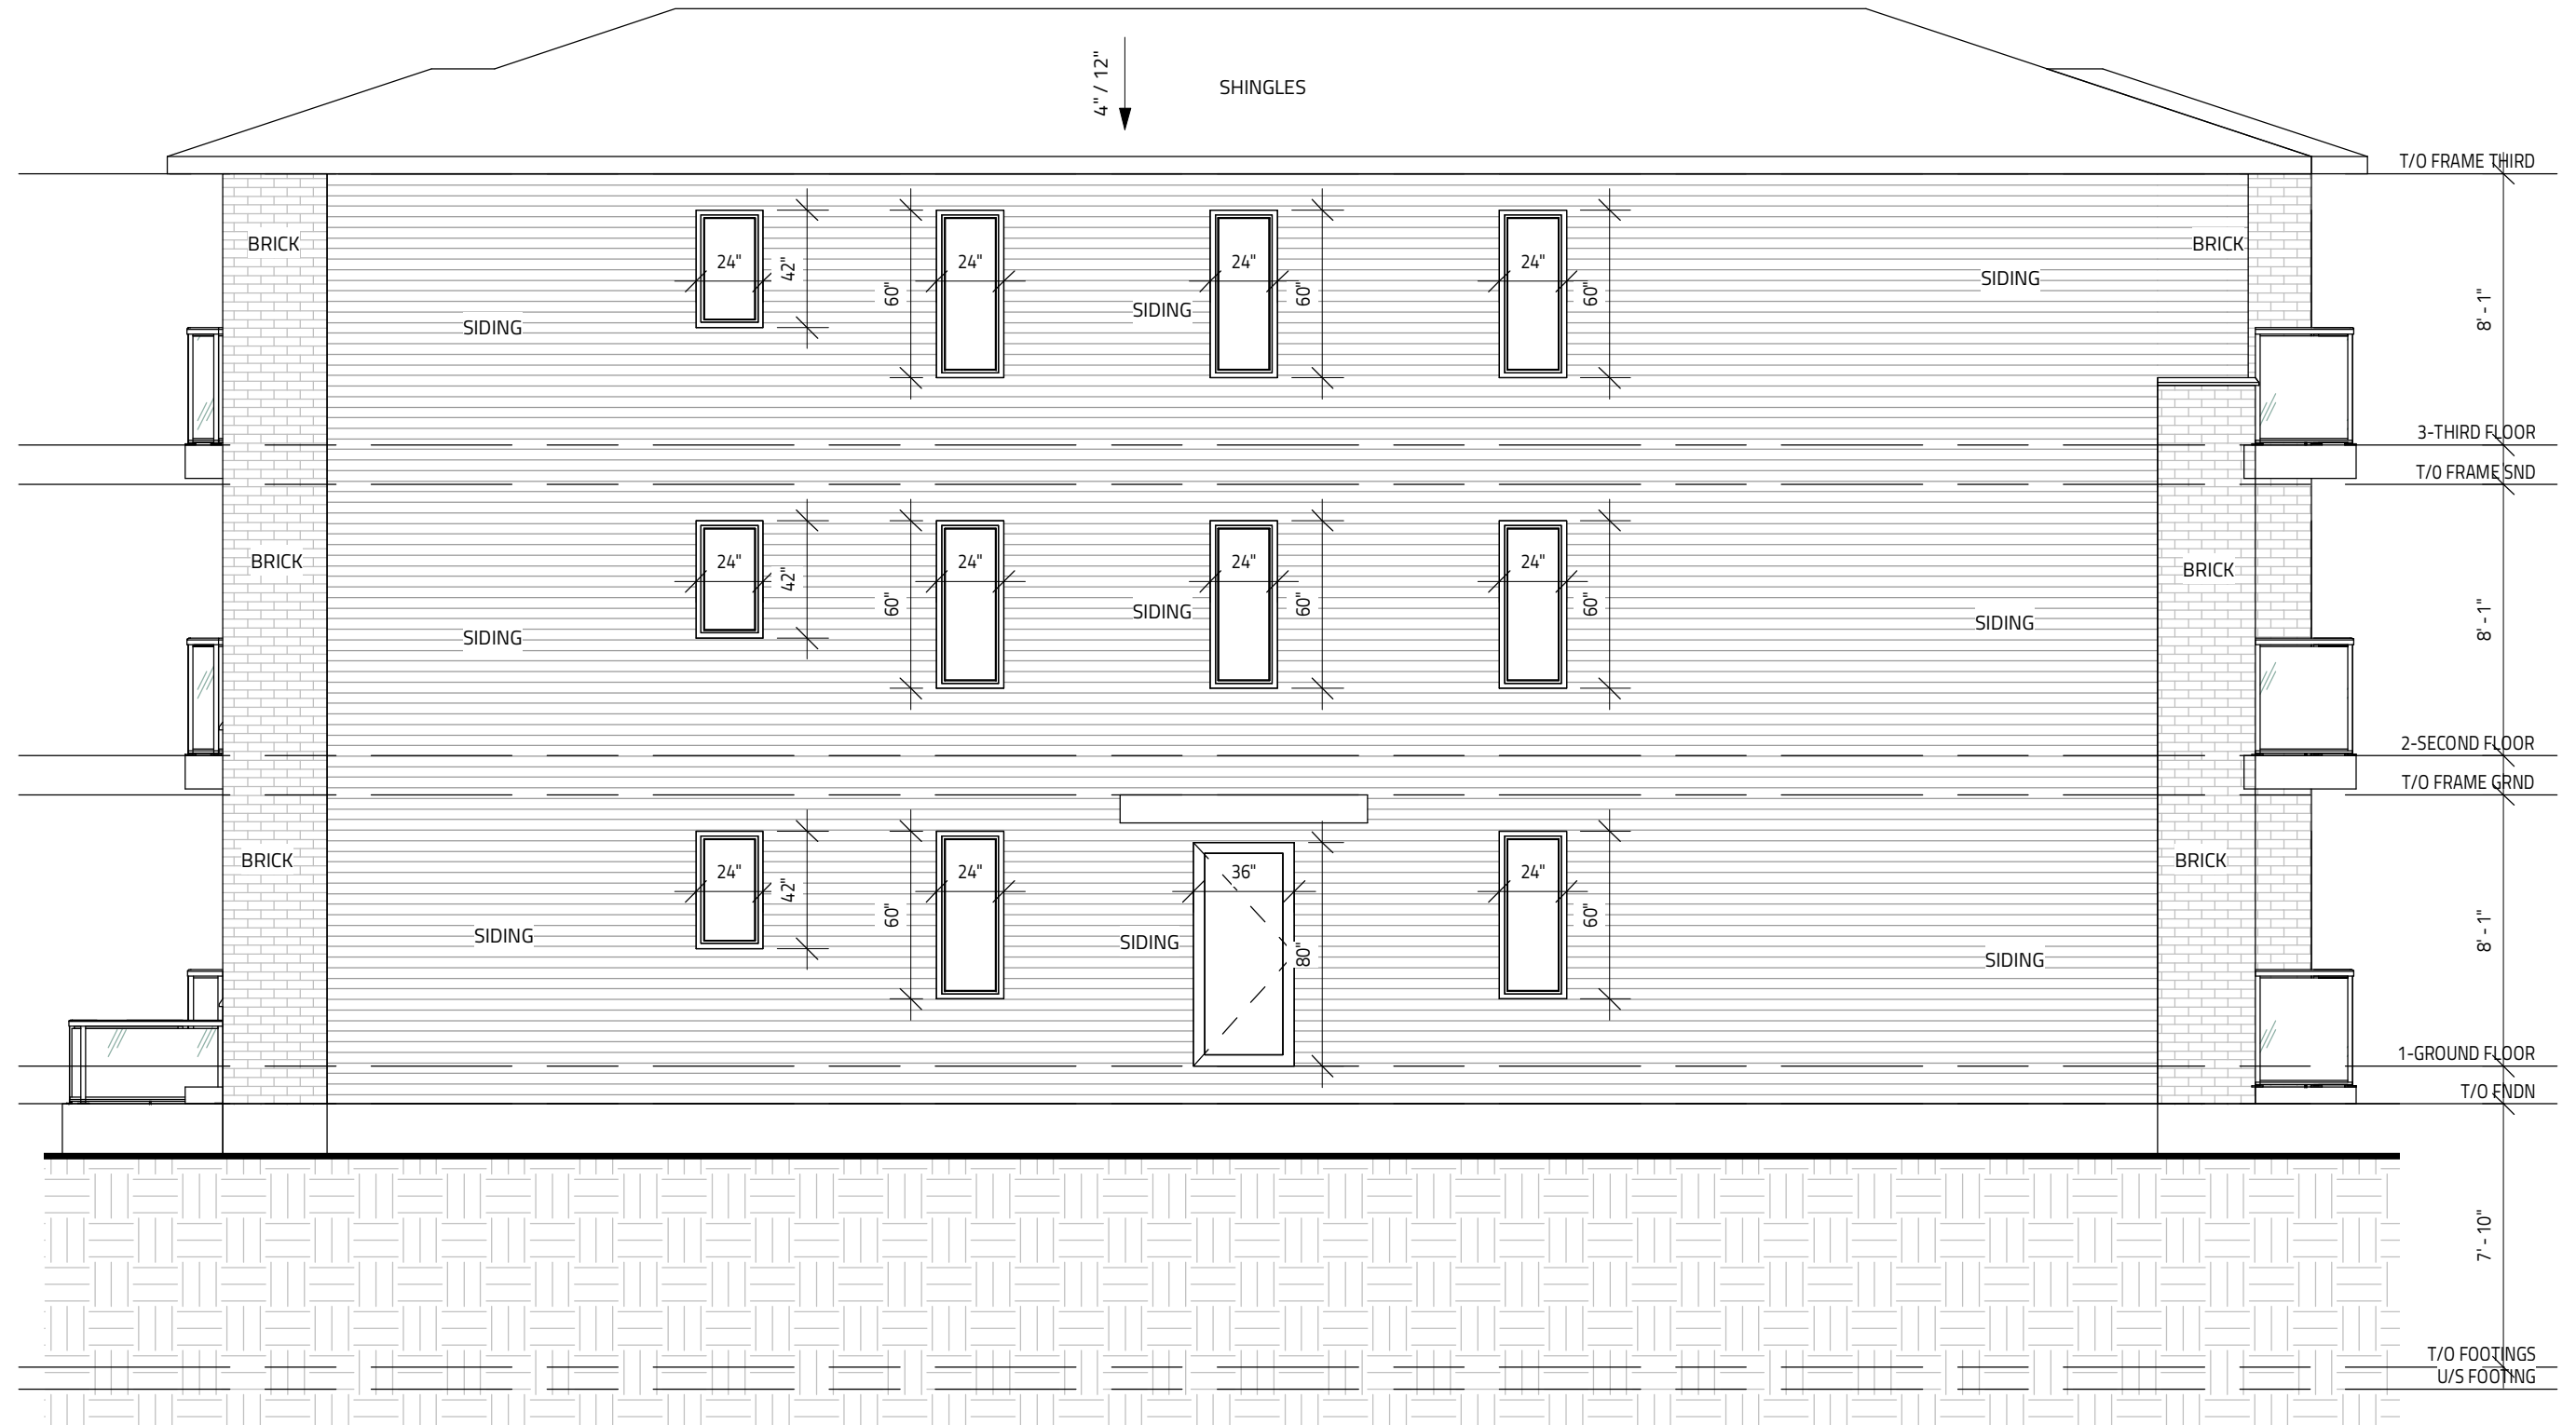 4" / 12"
SHINGLES
T/O FRAME THIRD
BRICK
BRICK
24"
42"
60"
24"
24"
60"
24"
60"
SIDING
SIDING
SIDING
8' - 1"
3-THIRD FLOOR
T/O FRAME SND
BRICK
24"
42"
60"
24"
24"
60"
24"
60"
BRICK
SIDING
SIDING
SIDING
8' - 1"
2-SECOND FLOOR
T/O FRAME GRND
BRICK
24"
42"
60"
24"
36"
80"
24"
60"
BRICK
SIDING
SIDING
SIDING
8' - 1"
1-GROUND FLOOR
T/O FNDN
7' - 10"
T/O FOOTINGS
U/S FOOTING